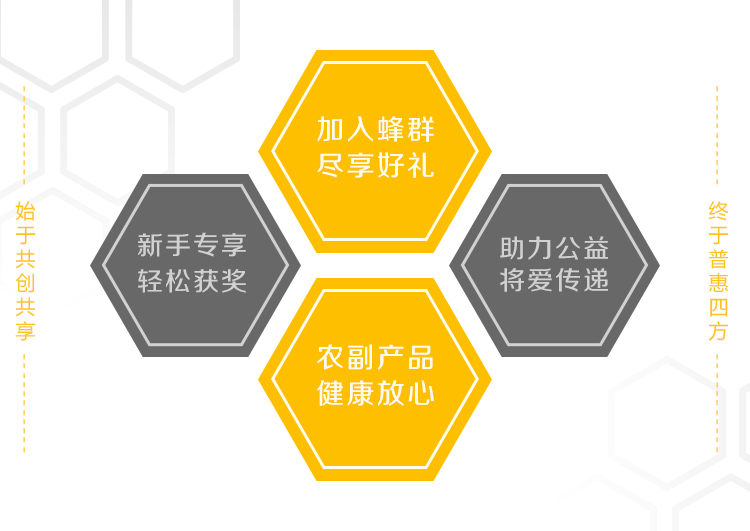 加入蜂群
尽享好礼
始于共创共享
新手专享
轻松获奖
助力公益
将爱传递
终于普惠四方
农副产品
健康放心